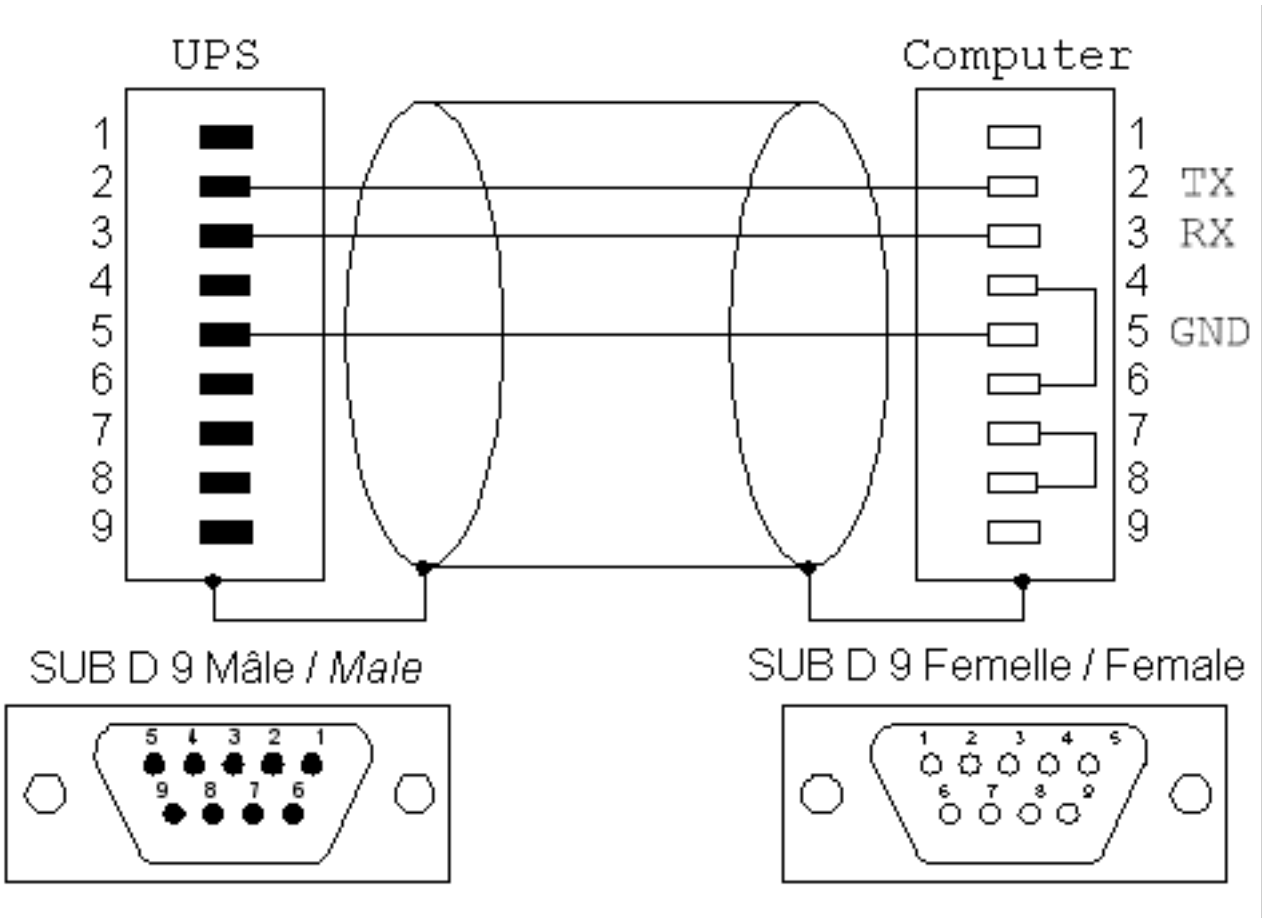 UPS Computer
1 1
2 2 TX
3 3 RX
4 4
5 5 GND
6 6
7 7
8 8
9 9
SUB D 9 Mâle / Male SUB D 9 Femelle / Female
5 4 3 2 1 1 2 3 4 5
9 8 7 6 6 7 8 9